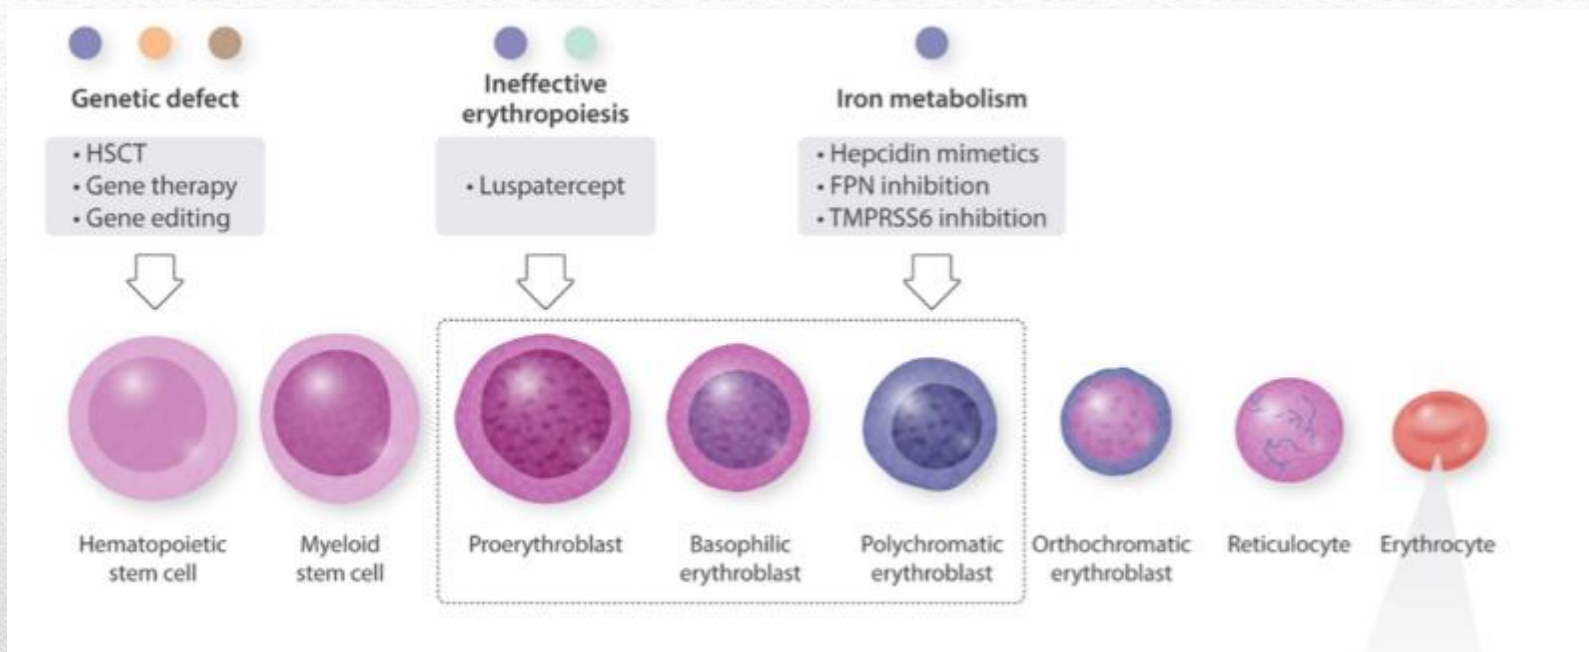 Genetic defect
• HSCT
• Gene therapy
• Gene editing
Ineffective
erythropoiesis
• Luspatercept
Iron metabolism
• Hepcidin mimetics
• FPN inhibition
• TMPRSS6 inhibition
Hematopoietic
stem cell
Myeloid
stem cell
Proerythroblast
Basophilic
erythroblast
Polychromatic
erythroblast
Orthochromatic
erythroblast
Reticulocyte
Erythrocyte